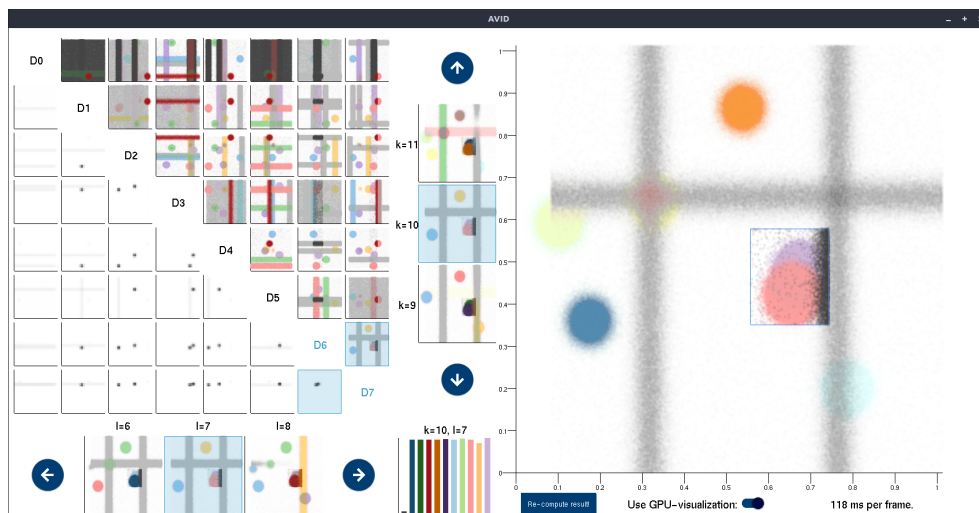 AVID
D0
D1
D2
D3
D4
D5
D6
D7
k=11
k=10
k=9
l=6
l=7
l=8
k=10, l=7
1
0.9
0.8
0.7
0.6
0.5
0.4
0.3
0.2
0.1
0
0 0.1 0.2 0.3 0.4 0.5 0.6 0.7 0.8 0.9 1
Re-compute result!
Use GPU-visualization:
118 ms per frame.